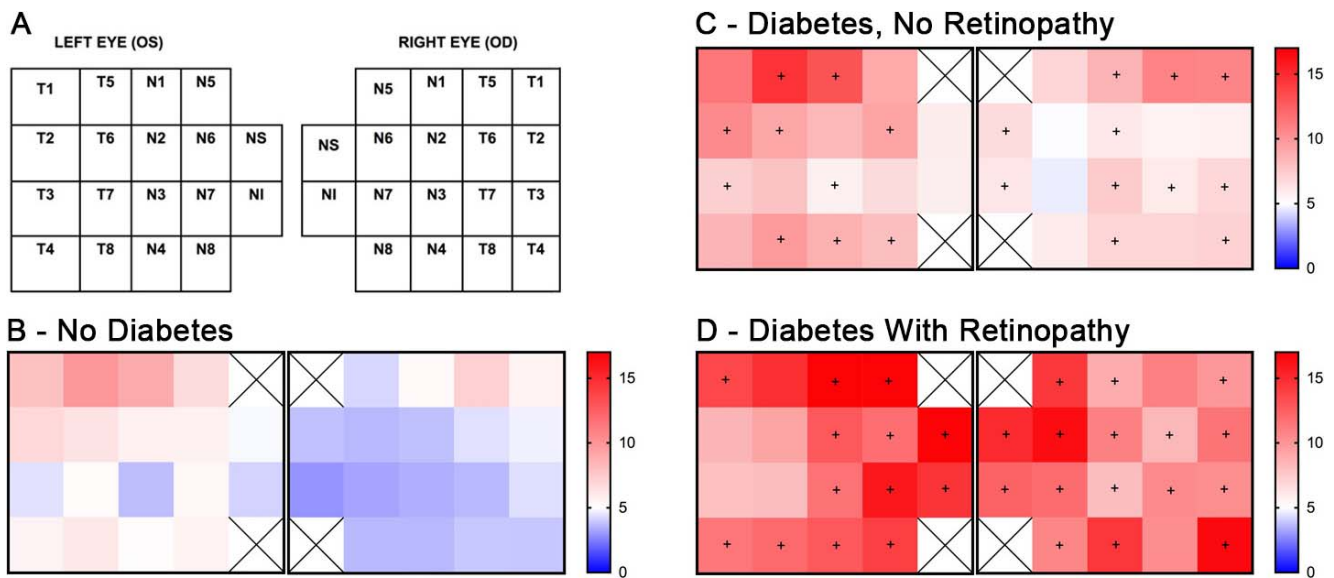 A
LEFT EYE (OS)
RIGHT EYE (OD)
T1 T5 N1 N5
T2 T6 N2 N6 NS
T3 T7 N3 N7 NI
T4 T8 N4 N8
N5 N1 T5 T1
NS N6 N2 T6 T2
NI N7 N3 T7 T3
N8 N4 T8 T4
B - No Diabetes
15
10
5
0
C - Diabetes, No Retinopathy
+ + + + +
+ + + + +
+ + + + + +
+ + + + +
15
10
5
0
D - Diabetes With Retinopathy
+ + + + + +
+ + + + + + + +
+ + + + + + + +
+ + + + + + +
15
10
5
0